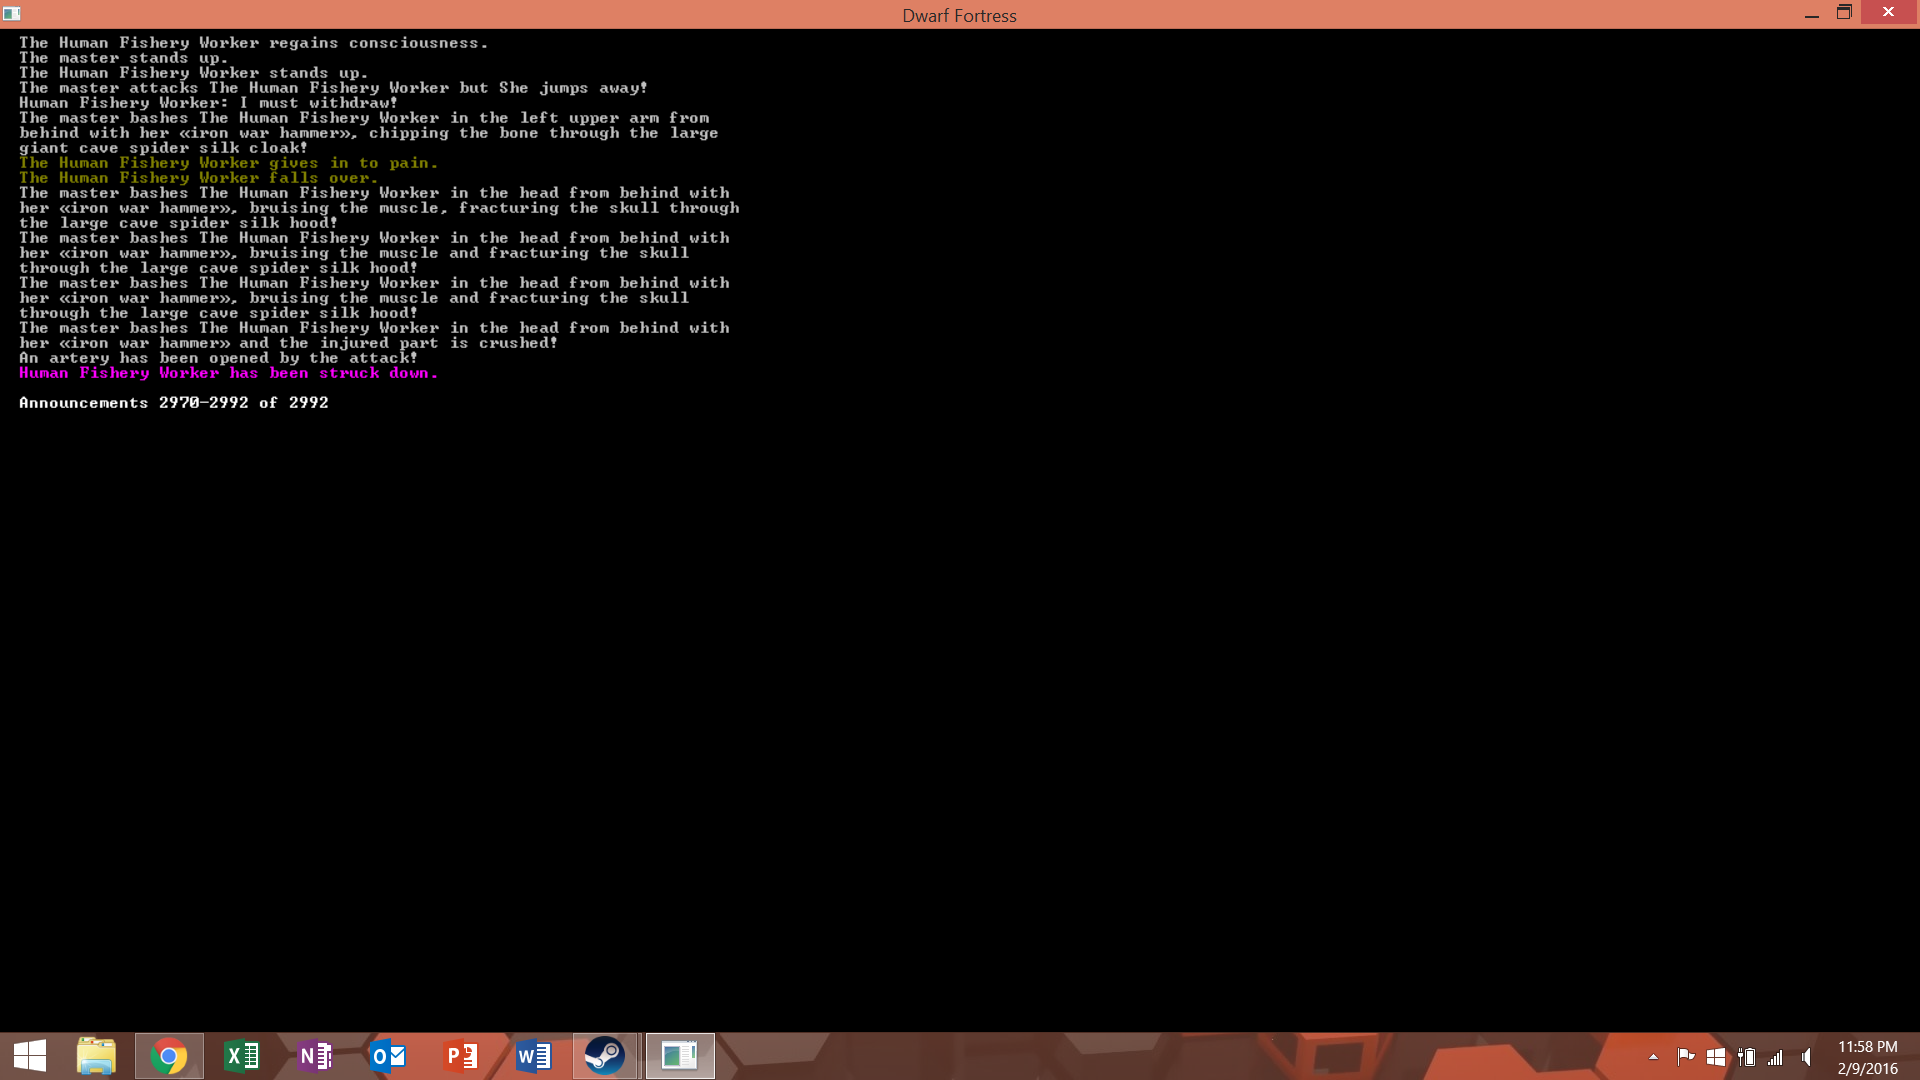 Dwarf Fortress
The Human Fishery Worker regains consciousness.
The master stands up.
The Human Fishery Worker stands up.
The master attacks The Human Fishery Worker but She jumps away!
Human Fishery Worker: I must withdraw!
The master bashes The Human Fishery Worker in the left upper arm from
behind with her «iron war hammer», chipping the bone through the large
giant cave spider silk cloak!
The Human Fishery Worker gives in to pain.
The Human Fishery Worker falls over.
The master bashes The Human Fishery Worker in the head from behind with
her «iron war hammer», bruising the muscle, fracturing the skull through
the large cave spider silk hood!
The master bashes The Human Fishery Worker in the head from behind with
her «iron war hammer», bruising the muscle and fracturing the skull
through the large cave spider silk hood!
The master bashes The Human Fishery Worker in the head from behind with
her «iron war hammer», bruising the muscle and fracturing the skull
through the large cave spider silk hood!
The master bashes The Human Fishery Worker in the head from behind with
her «iron war hammer» and the injured part is crushed!
An artery has been opened by the attack!
Human Fishery Worker has been struck down.
Announcements 2970-2992 of 2992
11:58 PM
2/9/2016